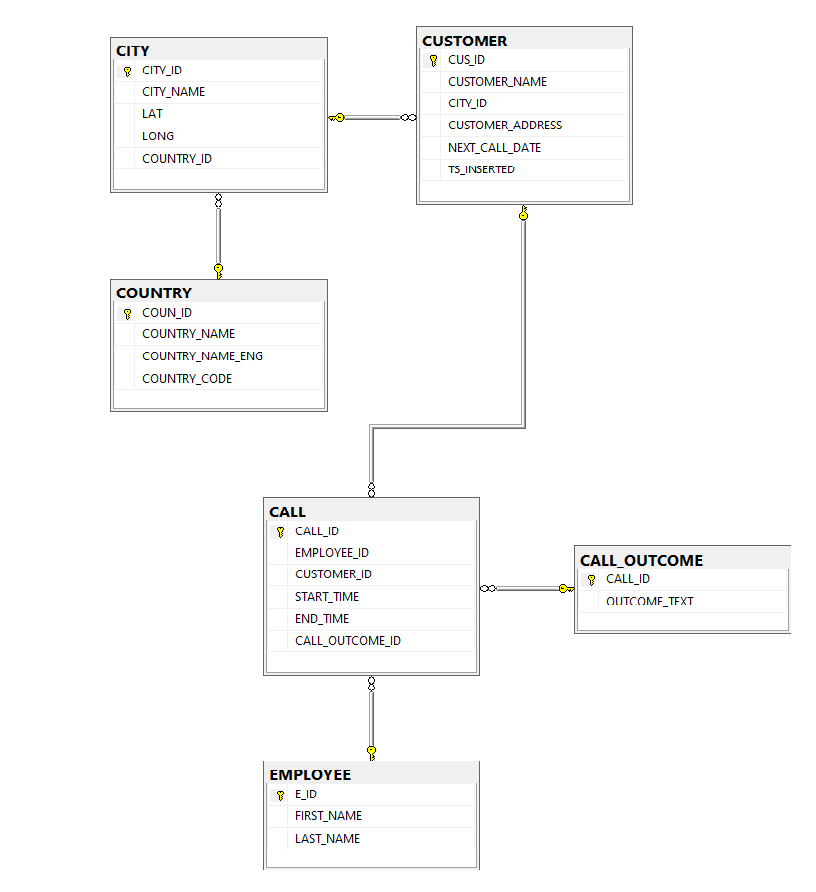 CITY
CITY_ID
CITY_NAME
LAT
LONG
COUNTRY_ID
CUSTOMER
CUS_ID
CUSTOMER_NAME
CITY_ID
CUSTOMER_ADDRESS
NEXT_CALL_DATE
TS_INSERTED
COUNTRY
COUN_ID
COUNTRY_NAME
COUNTRY_NAME_ENG
COUNTRY_CODE
CALL
CALL_ID
EMPLOYEE_ID
CUSTOMER_ID
START_TIME
END_TIME
CALL_OUTCOME_ID
CALL_OUTCOME
CALL_ID
OUTCOME_TEXT
EMPLOYEE
E_ID
FIRST_NAME
LAST_NAME